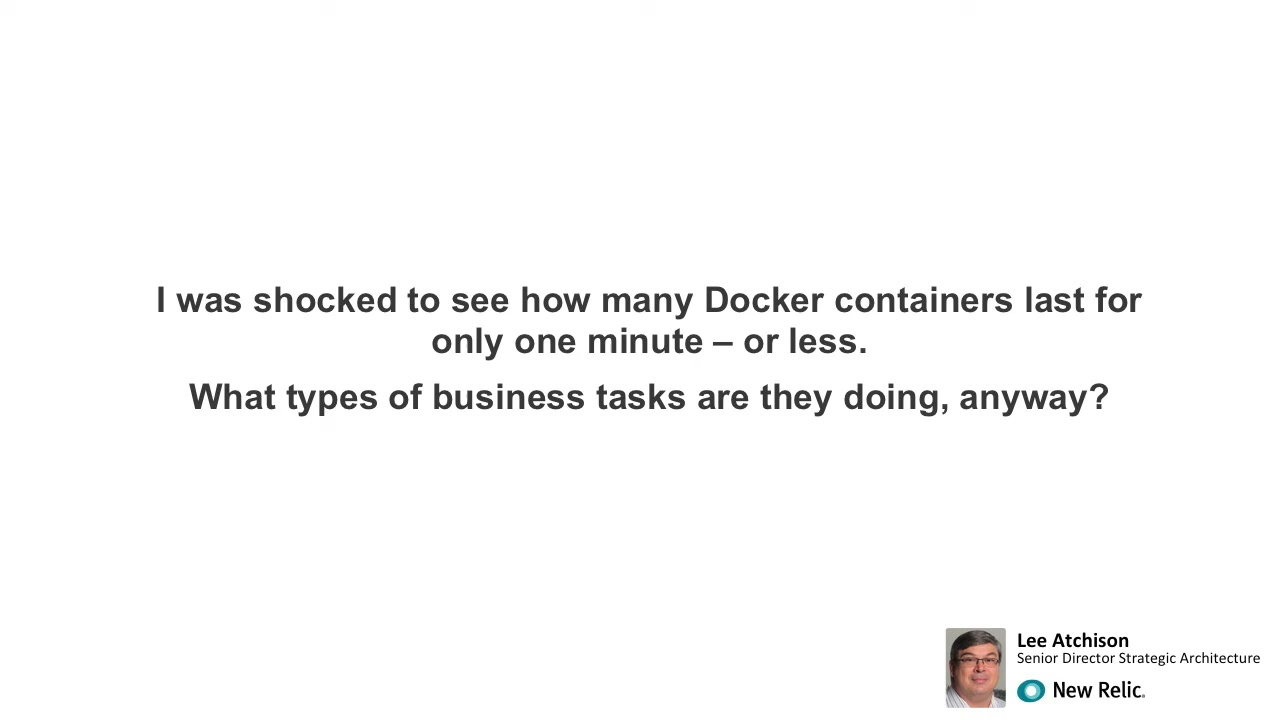 I was shocked to see how many Docker containers last for
only one minute – or less.
What types of business tasks are they doing, anyway?
Lee Atchison
Senior Director Strategic Architecture
New Relic.